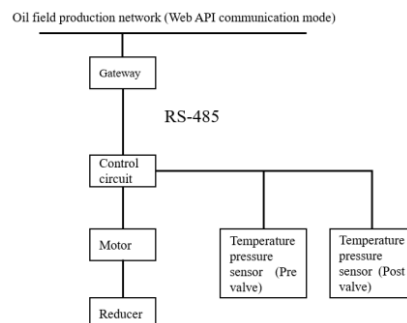 Oil field production network (Web API communication mode)
Gateway
RS-485
Control
circuit
Motor
Temperature
pressure
sensor (Pre
valve)
Temperature
pressure
sensor (Post
valve)
Reducer